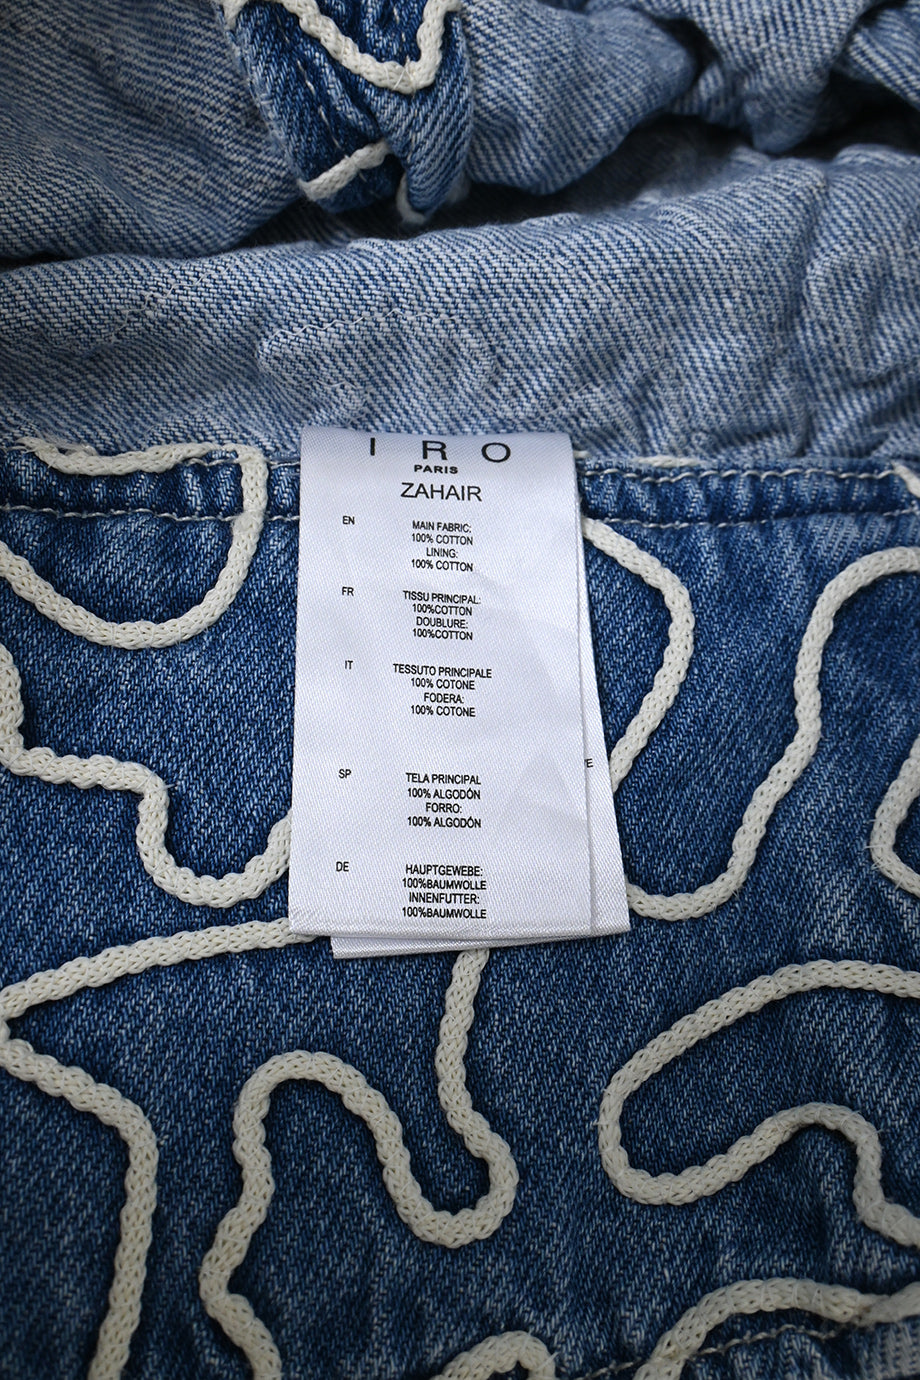 IRO
PARIS
ZAHAIR
EN
MAIN FABRIC:
100% COTTON
LINING:
100% COTTON
FR
TISSU PRINCIPAL:
100%COTTON
DOUBLURE:
100%COTTON
IT
TESSUTO PRINCIPALE
100% COTONE
FODERA:
100% COTONE
SP
TELA PRINCIPAL
100% ALGODÓN
FORRO:
100% ALGODÓN
DE
HAUPTGEWEBE:
100%BAUMWOLLE
INNENFUTTER:
100%BAUMWOLLE